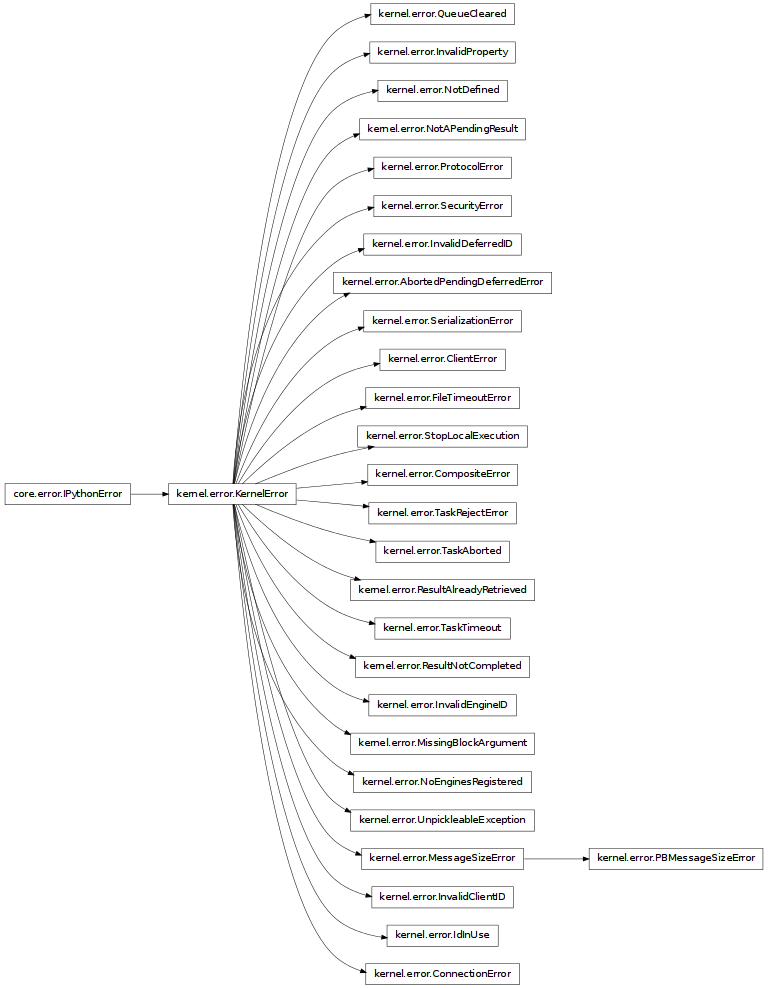 kernel.error.QueueCleared
kernel.error.InvalidProperty
kernel.error.NotDefined
kernel.error.NotAPendingResult
kernel.error.ProtocolError
kernel.error.SecurityError
kernel.error.InvalidDeferredID
kernel.error.AbortedPendingDeferredError
kernel.error.SerializationError
kernel.error.ClientError
kernel.error.FileTimeoutError
kernel.error.StopLocalExecution
kernel.error.CompositeError
core.error.IPythonError
kernel.error.KernelError
kernel.error.TaskRejectError
kernel.error.TaskAborted
kernel.error.ResultAlreadyRetrieved
kernel.error.TaskTimeout
kernel.error.ResultNotCompleted
kernel.error.InvalidEngineID
kernel.error.MissingBlockArgument
kernel.error.NoEnginesRegistered
kernel.error.UnpickleableException
kernel.error.MessageSizeError
kernel.error.PBMessageSizeError
kernel.error.InvalidClientID
kernel.error.IdInUse
kernel.error.ConnectionError